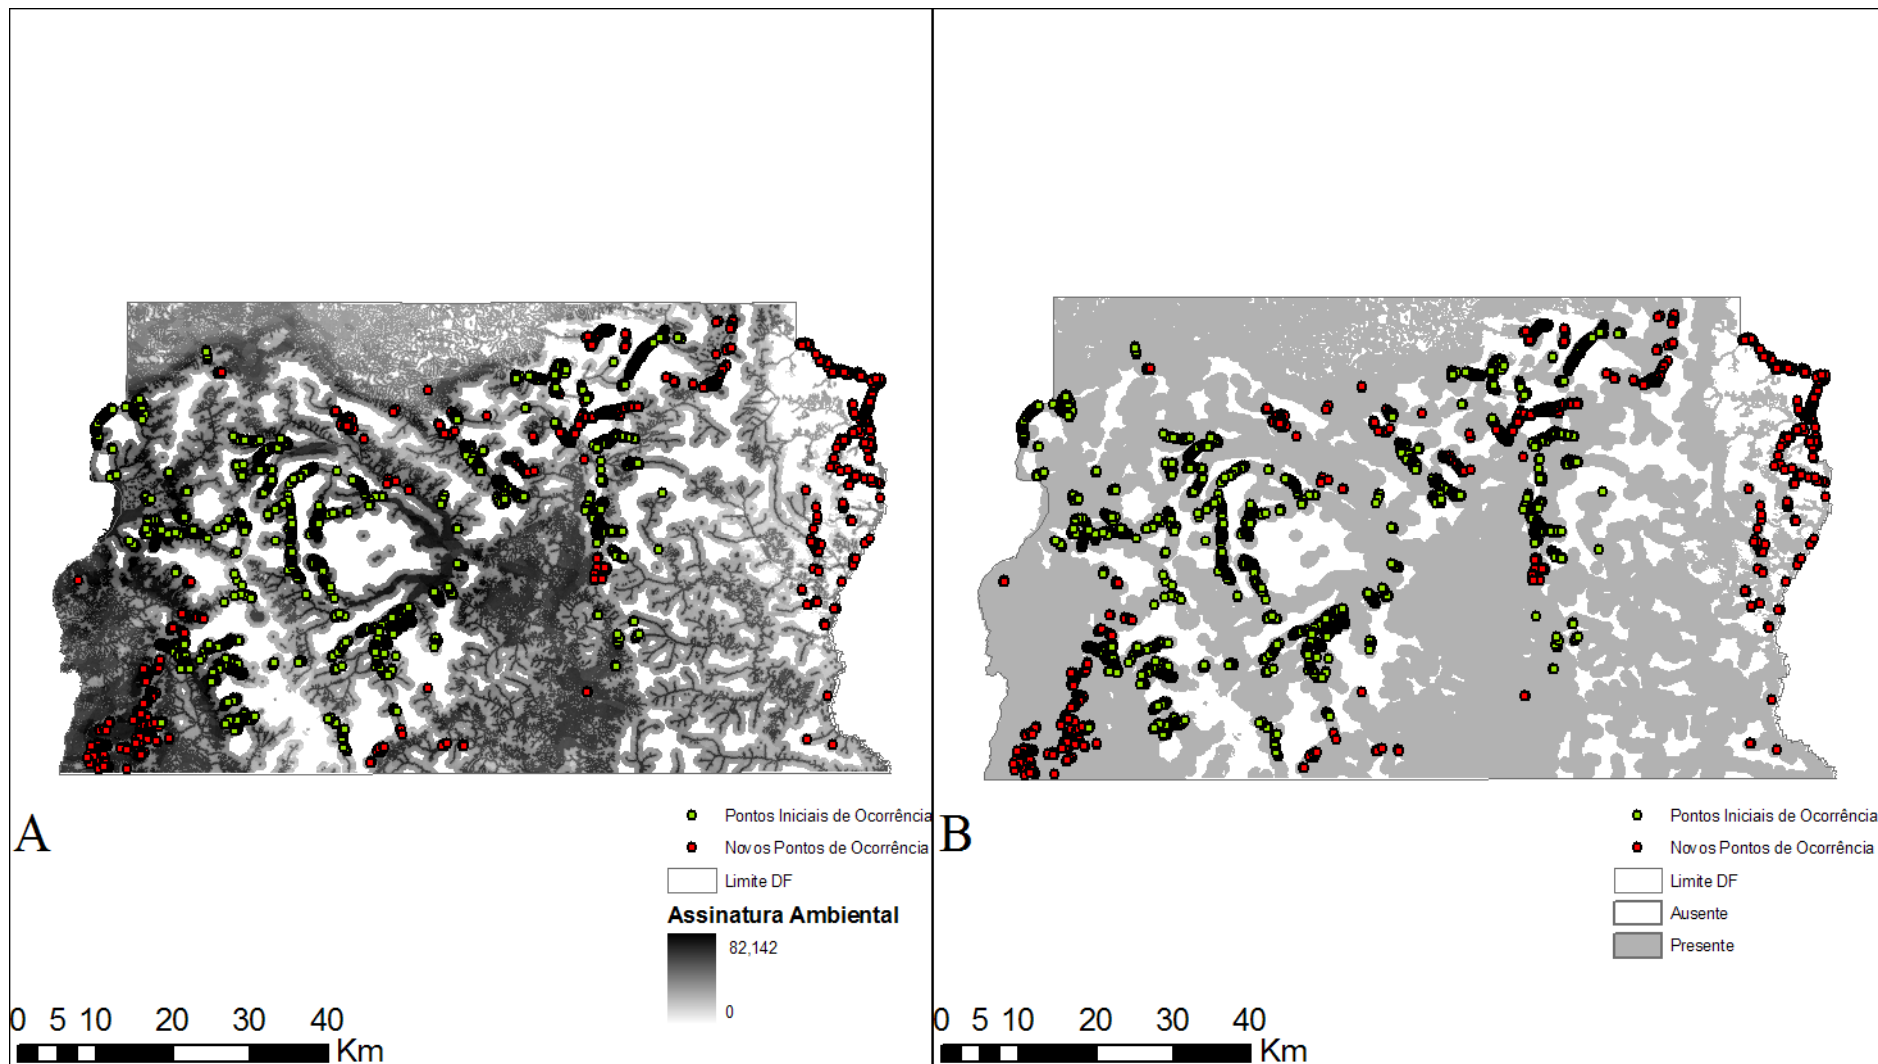 A
Pontos Iniciais de Ocorrência
Novos Pontos de Ocorrência
Limite DF
Assinatura Ambiental
82,142
0
0 5 10 20 30 40
Km
B
Pontos Iniciais de Ocorrência
Novos Pontos de Ocorrência
Limite DF
Ausente
Presente
0 5 10 20 30 40
Km